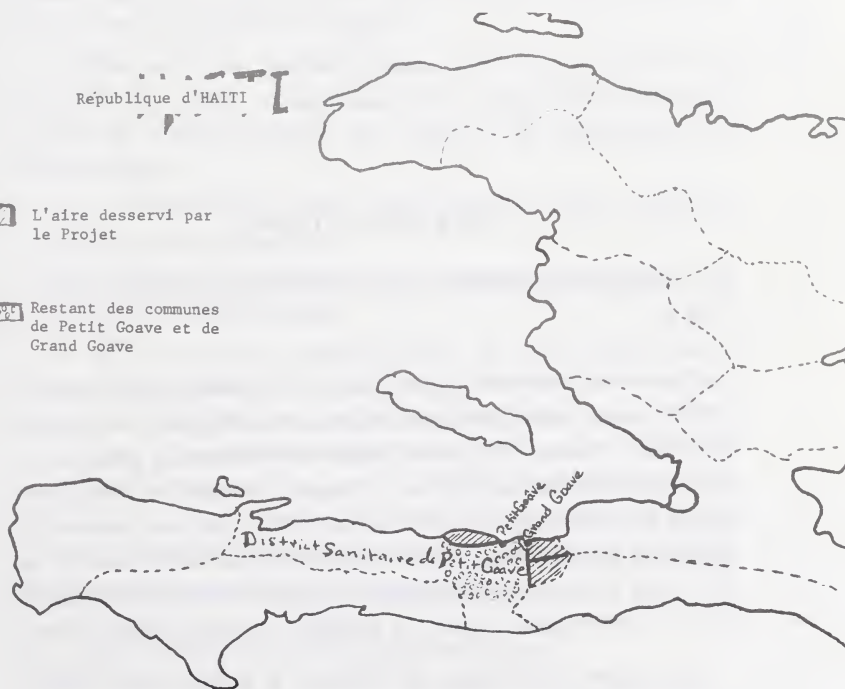 République d'HAITI
L'aire desservi par
le Projet
Restant des communes
de Petit Goave et de
Grand Goave
Petit Goâve
Grand Goave
District Sanitaire de Petit Goave